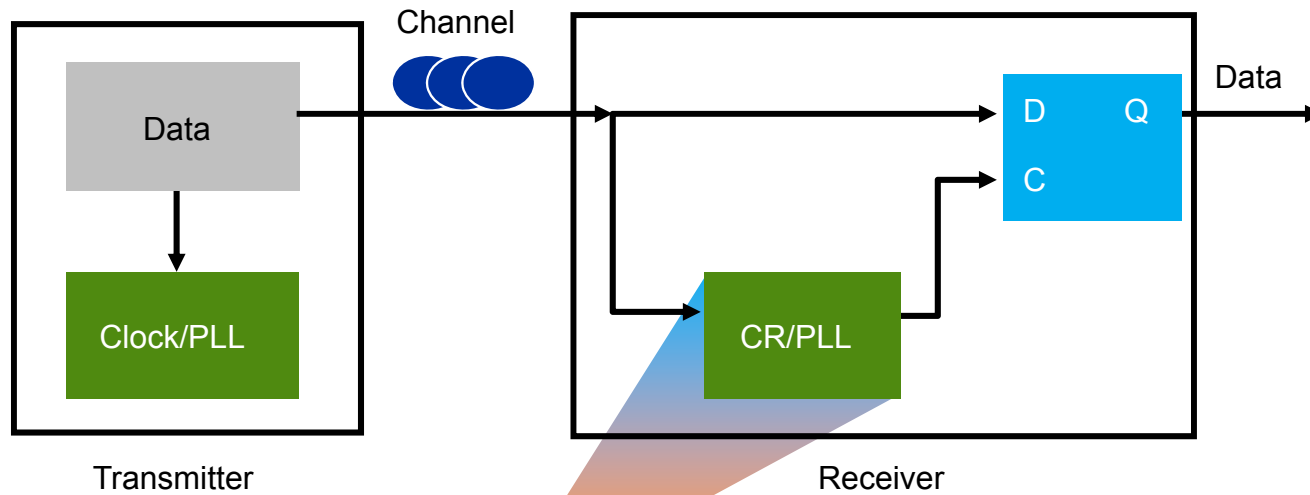 Channel
Data
Data
D
Q
C
Clock/PLL
CR/PLL
Transmitter
Receiver